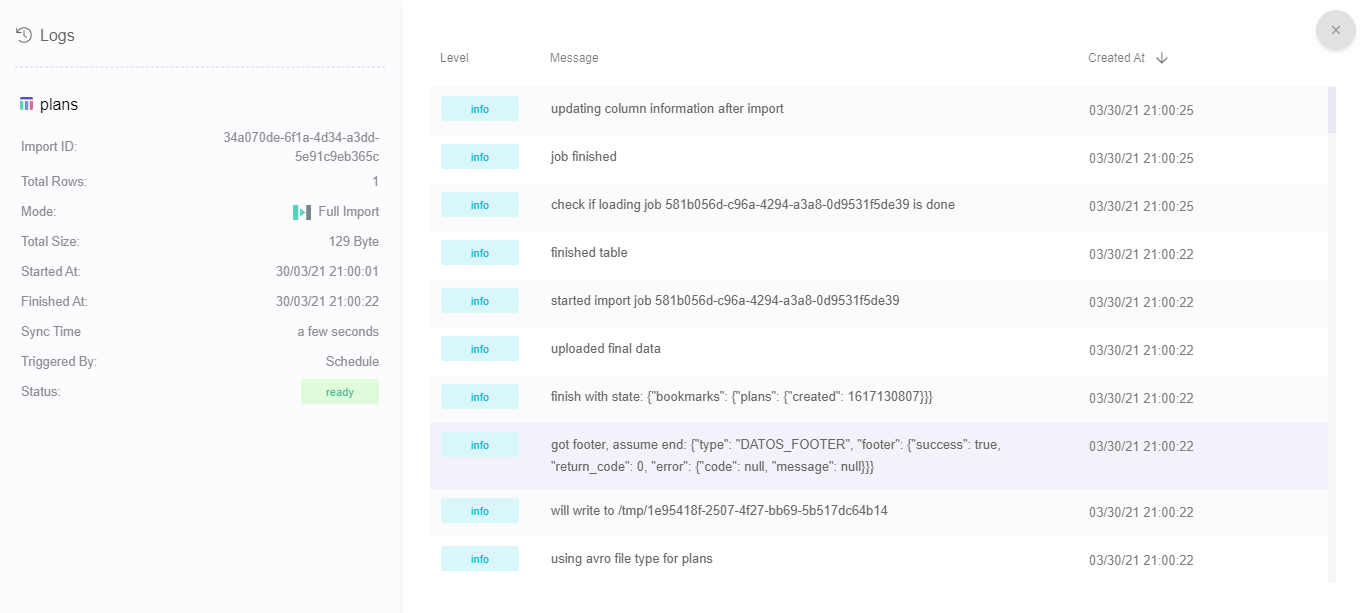 Logs
plans
Import ID: 34a070de-6f1a-4d34-a3dd-
5e91c9eb365c
Total Rows: 1
Mode: Full Import
Total Size: 129 Byte
Started At: 30/03/21 21:00:01
Finished At: 30/03/21 21:00:22
Sync Time a few seconds
Triggered By: Schedule
Status: ready
Level Message Created At
info updating column information after import 03/30/21 21:00:25
info job finished 03/30/21 21:00:25
info check if loading job 581b056d-c96a-4294-a3a8-0d9531f5de39 is done 03/30/21 21:00:25
info finished table 03/30/21 21:00:22
info started import job 581b056d-c96a-4294-a3a8-0d9531f5de39 03/30/21 21:00:22
info uploaded final data 03/30/21 21:00:22
info finish with state: {"bookmarks": {"plans": {"created": 1617130807}}} 03/30/21 21:00:22
info got footer, assume end: {"type": "DATOS_FOOTER", "footer": {"success": true, 03/30/21 21:00:22
"return_code": 0, "error": {"code": null, "message": null}}}
info will write to /tmp/1e95418f-2507-4f27-bb69-5b517dc64b14 03/30/21 21:00:22
info using avro file type for plans 03/30/21 21:00:22